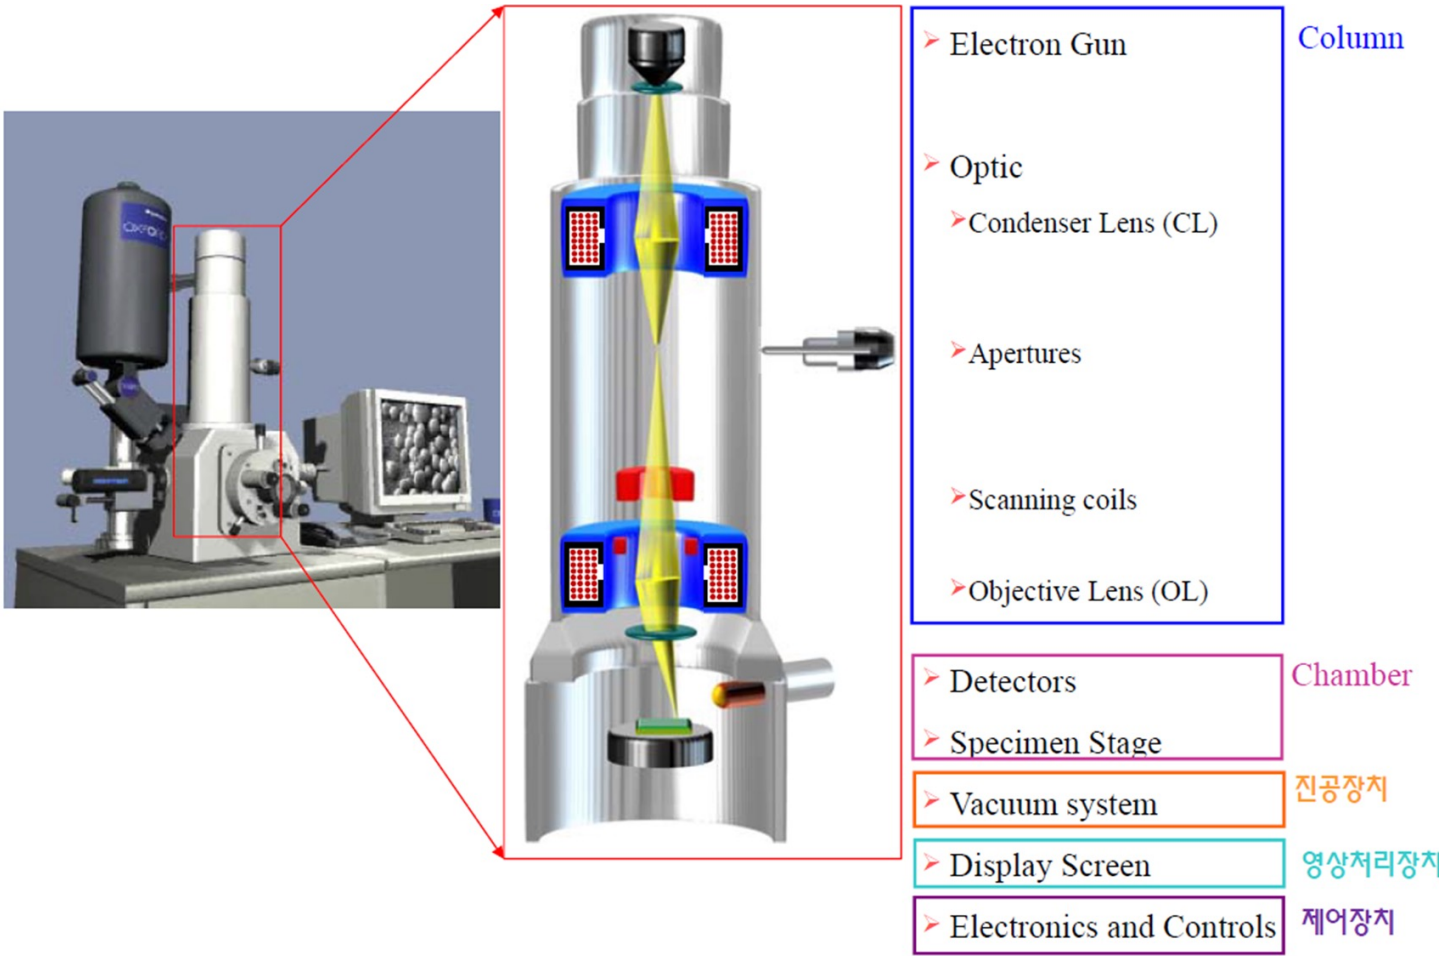 Electron Gun
Column
Optic
Condenser Lens (CL)
Apertures
Scanning coils
Objective Lens (OL)
Detectors
Chamber
Specimen Stage
Vacuum system
진공장치
Display Screen
영상처리장치
Electronics and Controls
제어장치
OXFORD